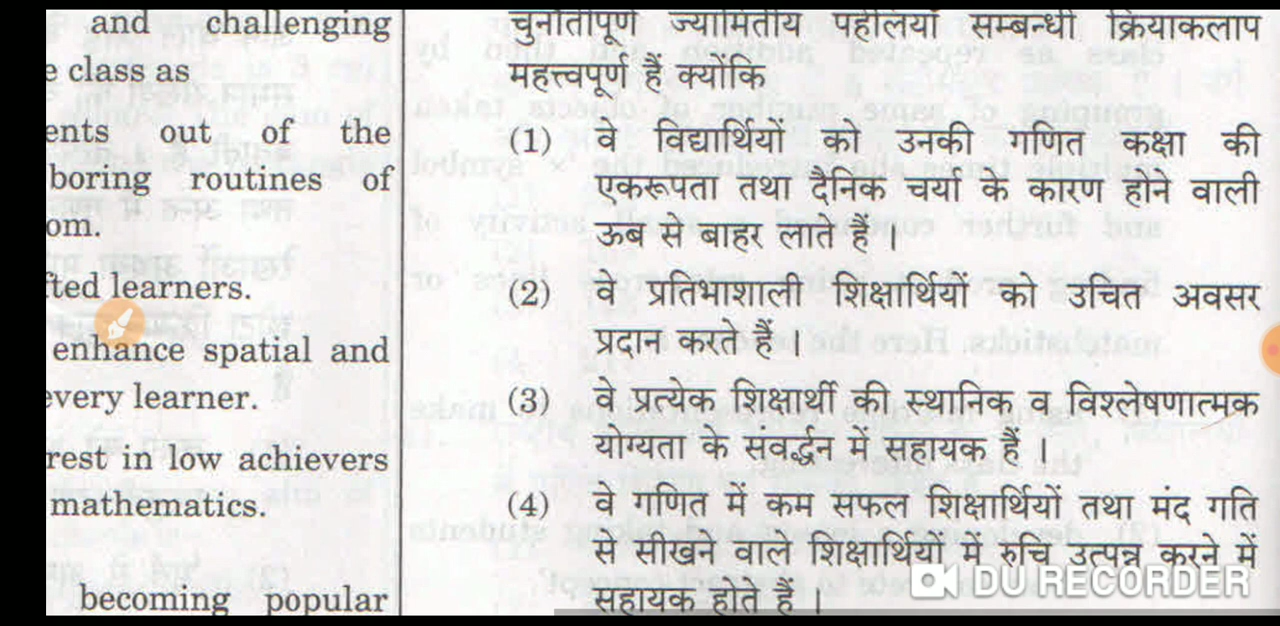 and challenging
e class as
ents out of the
boring routines of
om.
fted learners.
enhance spatial and
every learner.
rest in low achievers
mathematics.
becoming popular
चुनौतीपूर्ण ज्यामितीय पहेलियाँ सम्बन्धी क्रियाकलाप
महत्त्वपूर्ण हैं क्योंकि
(1) वे विद्यार्थियों को उनकी गणित कक्षा की
एकरूपता तथा दैनिक चर्या के कारण होने वाली
ऊब से बाहर लाते हैं ।
(2) वे प्रतिभाशाली शिक्षार्थियों को उचित अवसर
प्रदान करते हैं ।
(3) वे प्रत्येक शिक्षार्थी की स्थानिक व विश्लेषणात्मक
योग्यता के संवर्द्धन में सहायक हैं ।
(4) वे गणित में कम सफल शिक्षार्थियों तथा मंद गति
से सीखने वाले शिक्षार्थियों में रुचि उत्पन्न करने में
सहायक होते हैं ।
DU RECORDER